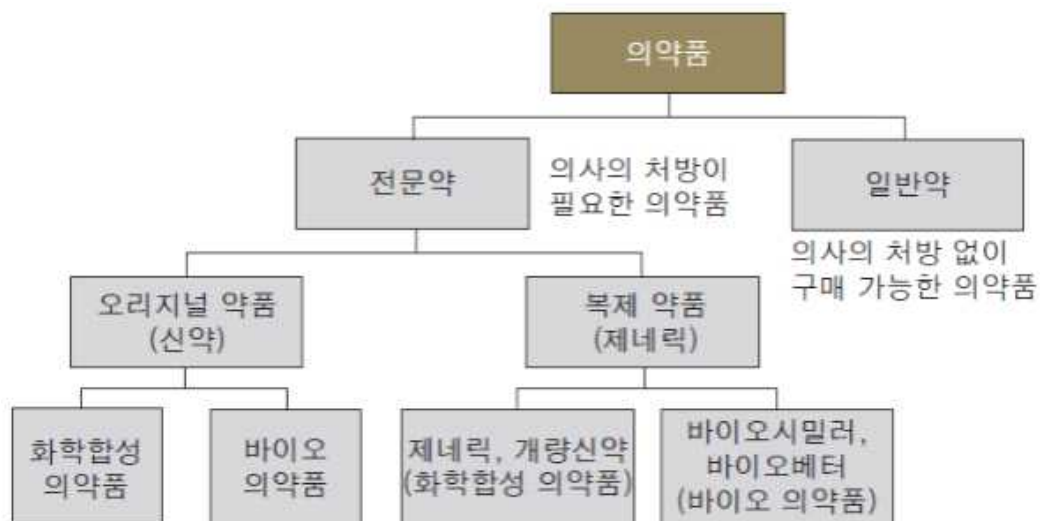 의약품
전문약
의사의 처방이
필요한 의약품
일반약
의사의 처방 없이
구매 가능한 의약품
오리지널 약품
(신약)
복제 약품
(제네릭)
화학합성
의약품
바이오
의약품
제네릭, 개량신약
(화학합성 의약품)
바이오시밀러,
바이오베터
(바이오 의약품)